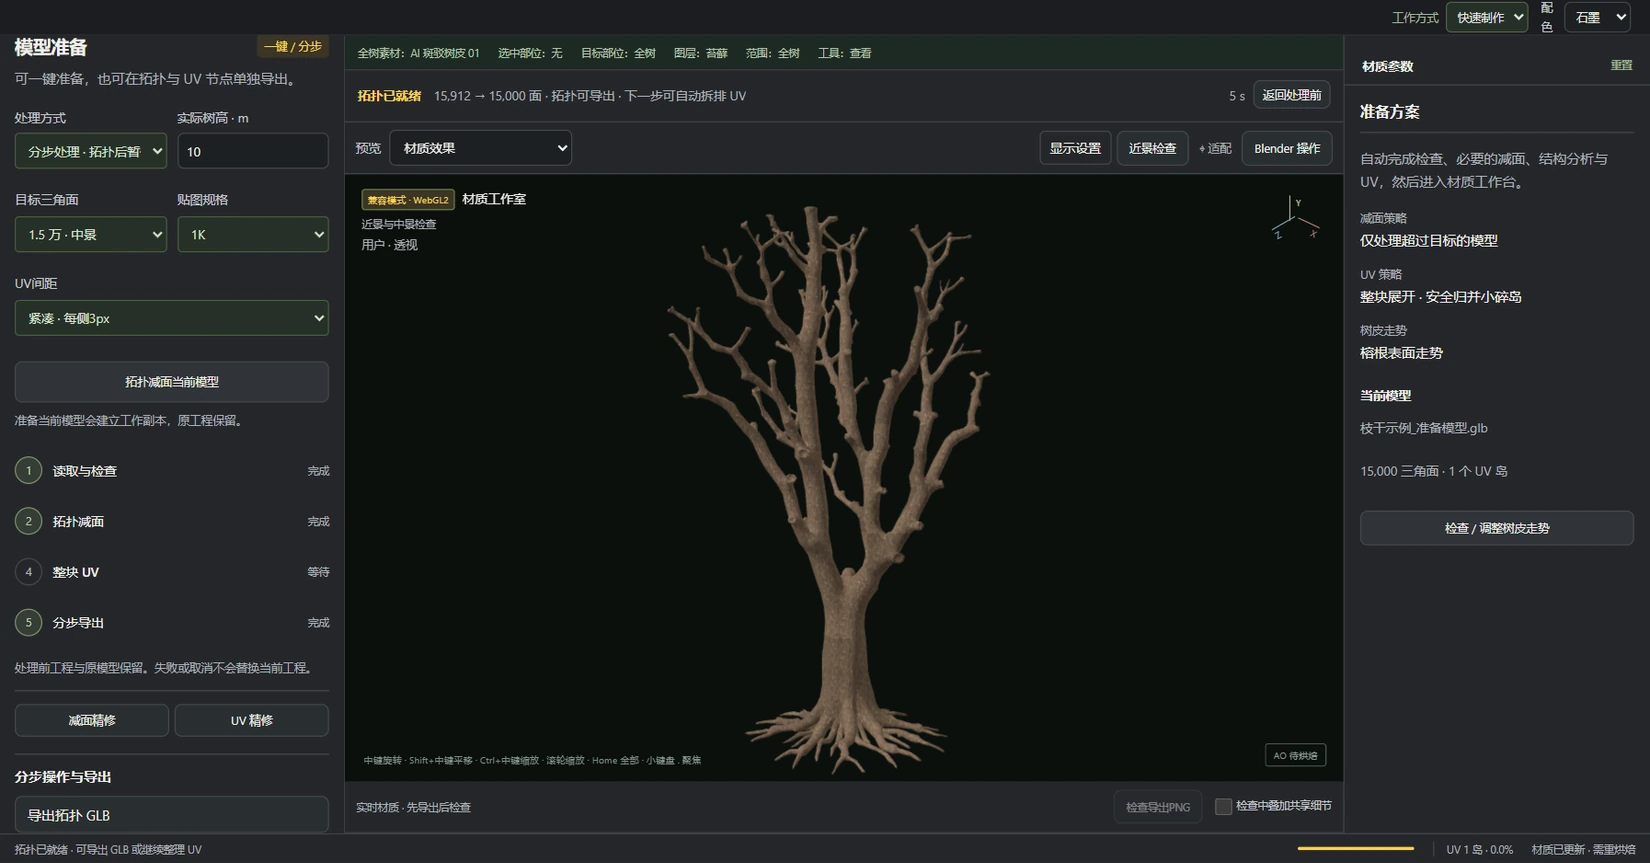 工作方式 快速制作 配色 石墨
模型准备 一键 / 分步
可一键准备，也可在拓扑与 UV 节点单独导出。
处理方式 实际树高 · m
分步处理 · 拓扑后暂 10
目标三角面 贴图规格
1.5 万 · 中景 1K
UV间距
紧凑 · 每侧3px
拓扑减面当前模型
准备当前模型会建立工作副本，原工程保留。
1 读取与检查 完成
2 拓扑减面 完成
4 整块 UV 等待
5 分步导出 完成
处理前工程与原模型保留。失败或取消不会替换当前工程。
减面精修 UV 精修
分步操作与导出
导出拓扑 GLB
全树素材: AI 斑驳树皮 01 选中部位: 无 目标部位: 全树 图层: 苔藓 范围: 全树 工具: 查看
拓扑已就绪 15,912 → 15,000 面 · 拓扑可导出 · 下一步可自动拆排 UV 5 s 返回处理前
预览 材质效果 显示设置 近景检查 ⌖ 适配 Blender 操作
兼容模式 · WebGL2 材质工作室
近景与中景检查
用户 · 透视
Y
Z X
中键旋转 · Shift+中键平移 · Ctrl+中键缩放 · 滚轮缩放 · Home 全部 · 小键盘 . 聚焦
AO 待烘焙
实时材质 · 先导出后检查 检查导出PNG 检查中叠加共享细节
材质参数 重置
准备方案
自动完成检查、必要的减面、结构分析与
UV，然后进入材质工作台。
减面策略
仅处理超过目标的模型
UV 策略
整块展开 · 安全归并小碎岛
树皮走势
榕根表面走势
当前模型
枝干示例_准备模型.glb
15,000 三角面 · 1 个 UV 岛
检查 / 调整树皮走势
拓扑已就绪 · 可导出 GLB 或继续整理 UV UV 1 岛 · 0.0% 材质已更新 · 需重烘焙